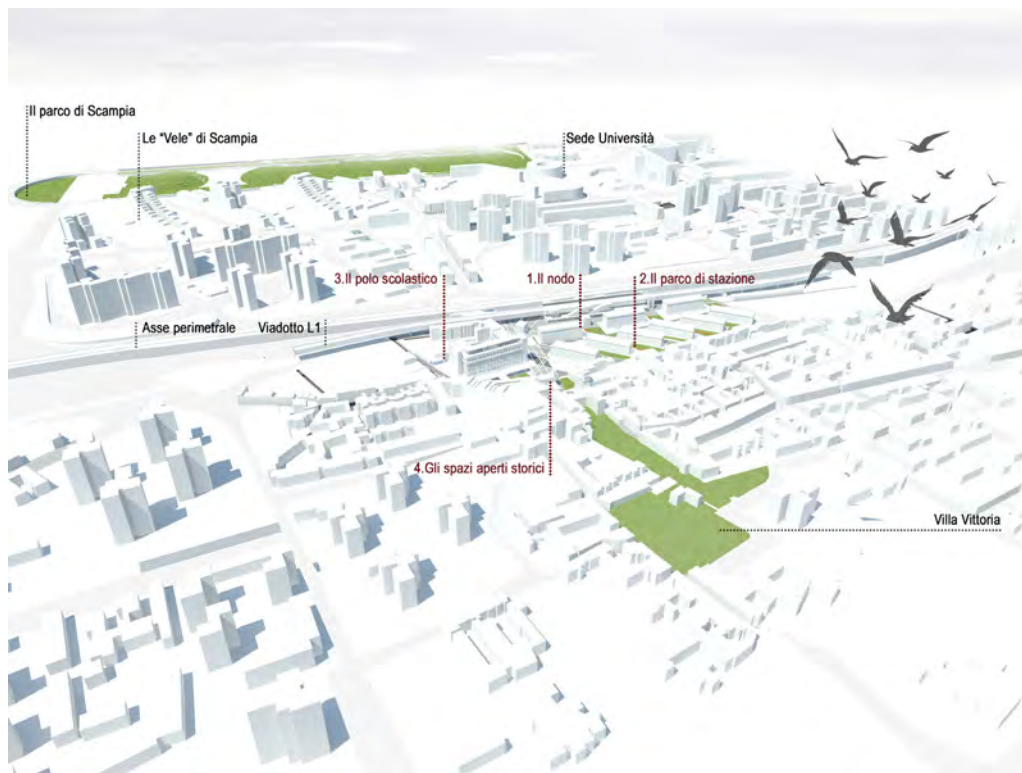 Il parco di Scampia
Le "Vele" di Scampia
Sede Università
3.Il polo scolastico
1.Il nodo
2.Il parco di stazione
Asse perimetrale
Viadotto L1
4.Gli spazi aperti storici
Villa Vittoria